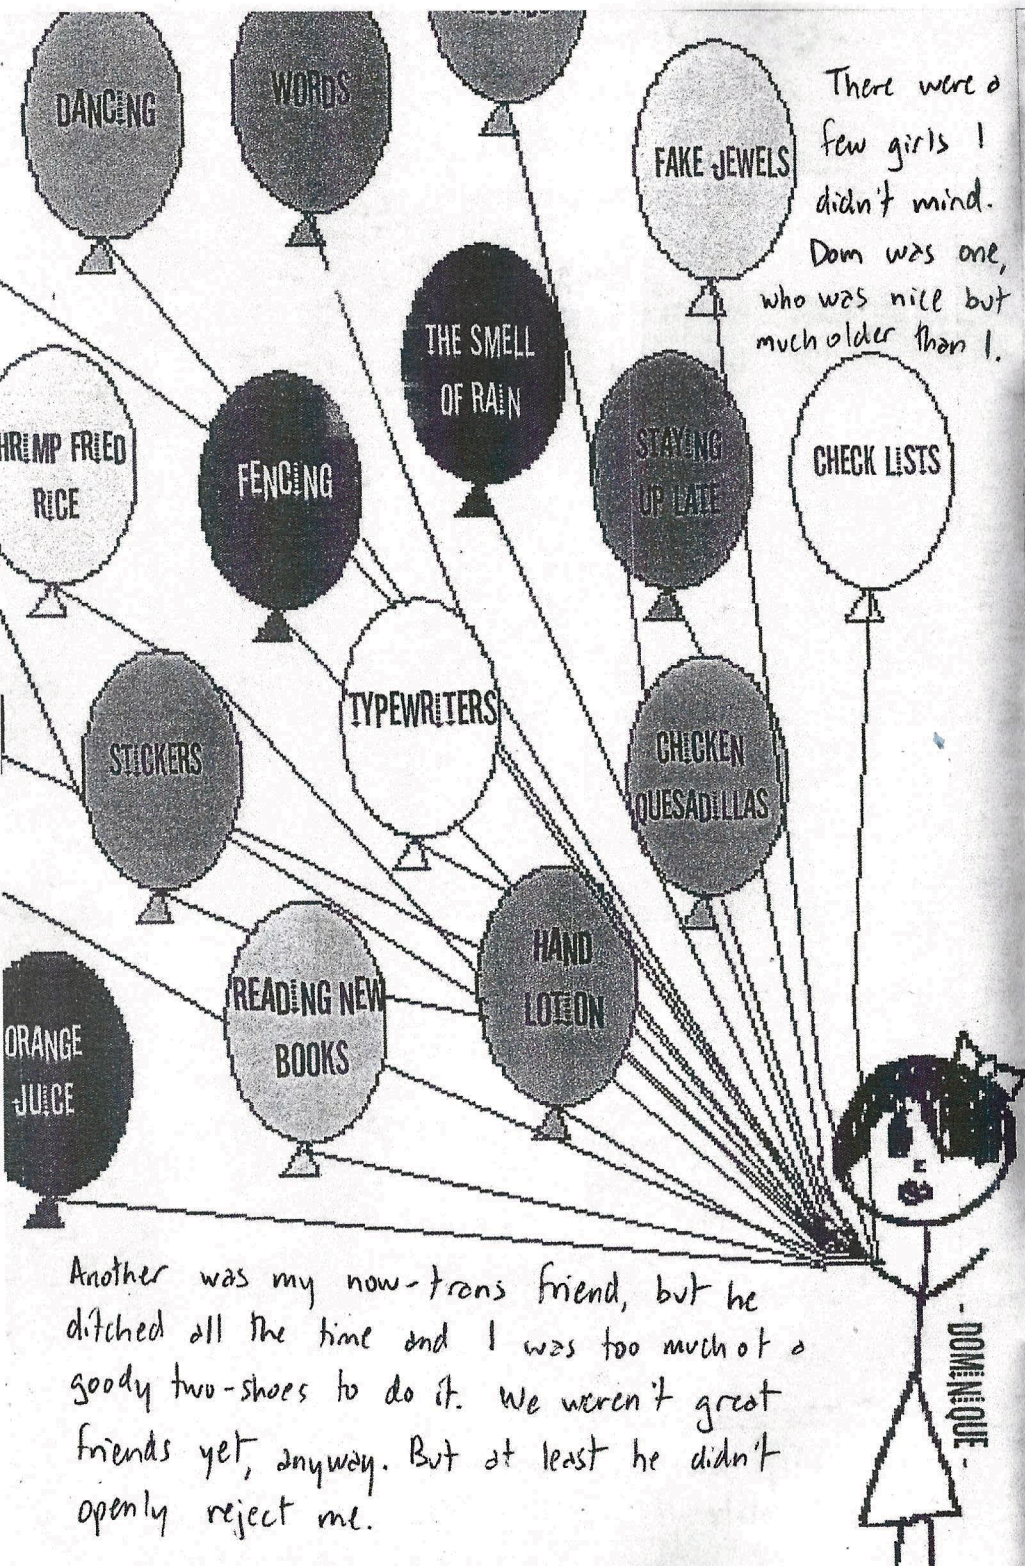 DANCING
WORDS
FAKE JEWELS
There were a
few girls I
didn't mind.
Dom was one,
who was nice but
much older than I.
THE SMELL
OF RAIN
HRIMP FRIED
RICE
FENCING
STAYING
UP LATE
CHECK LISTS
TYPEWRITERS
STICKERS
CHICKEN
QUESADILLAS
HAND
LOTION
READING NEW
BOOKS
ORANGE
JUICE
Another was my now-trans friend, but he
ditched all the time and I was too much of a
goody two-shoes to do it. We weren't great
friends yet, anyway. But at least he didn't
openly reject me.
- DOMINIQUE -